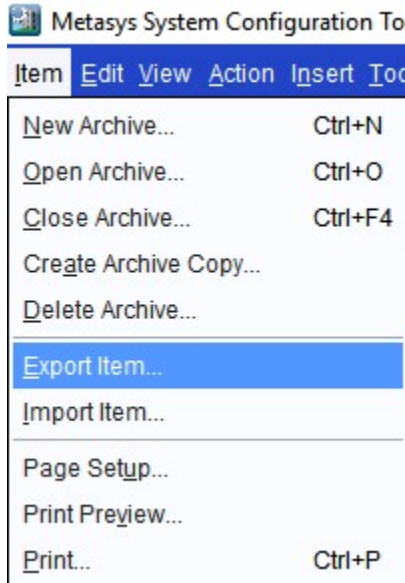 Metasys System Configuration To
Item Edit View Action Insert Too
New Archive... Ctrl+N
Open Archive... Ctrl+O
Close Archive... Ctrl+F4
Create Archive Copy...
Delete Archive...
Export Item...
Import Item...
Page Setup...
Print Preview...
Print... Ctrl+P